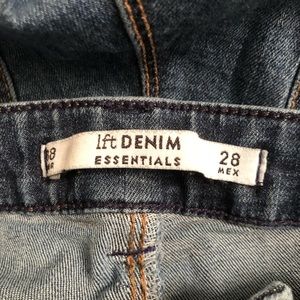 lft DENIM
ESSENTIALS
28
MEX